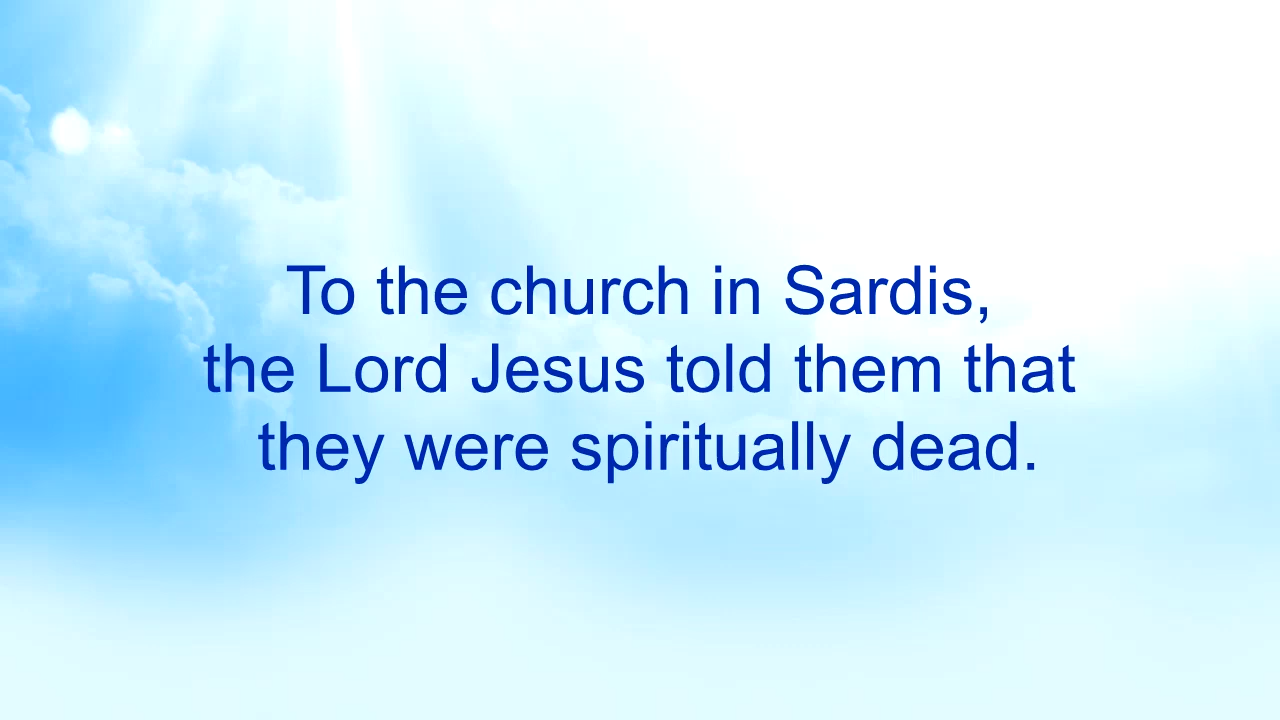 To the church in Sardis,
the Lord Jesus told them that
they were spiritually dead.